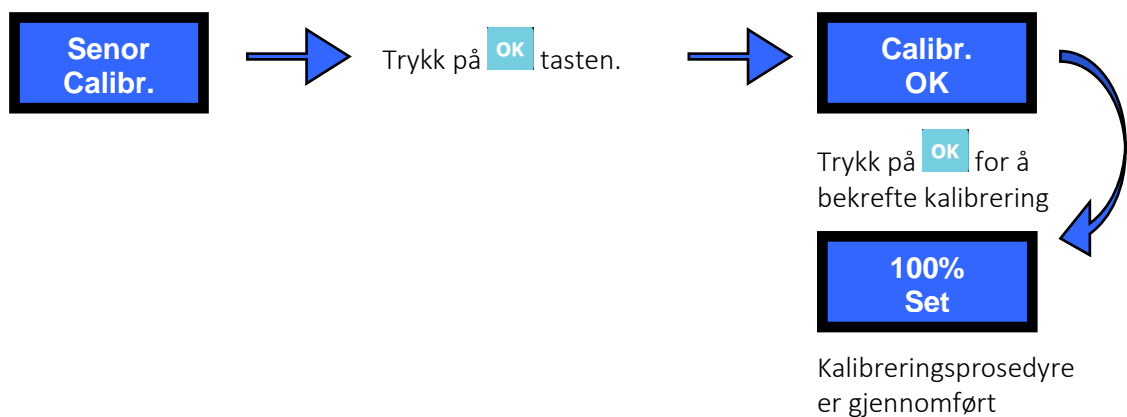 Senor
Calibr.
Trykk på OK tasten.
Calibr.
OK
Trykk på OK for å
bekrefte kalibrering
100%
Set
Kalibreringsprosedyre
er gjennomført